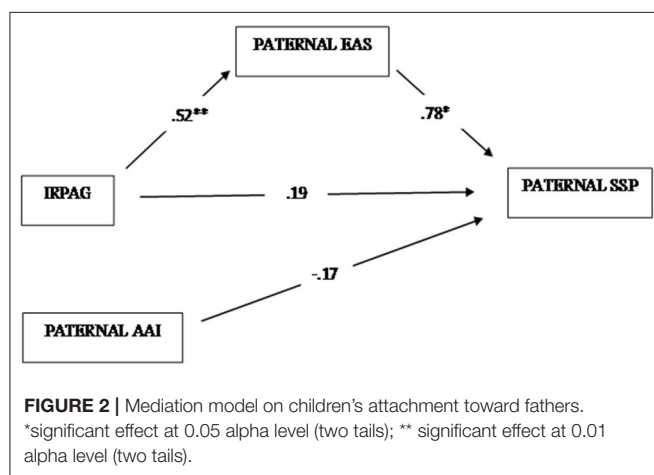 PATERNAL EAS
.52**
.78*
IRPAG
.19
PATERNAL SSP
-.17
PATERNAL AAI
FIGURE 2 | Mediation model on children's attachment toward fathers.
*significant effect at 0.05 alpha level (two tails); ** significant effect at 0.01
alpha level (two tails).